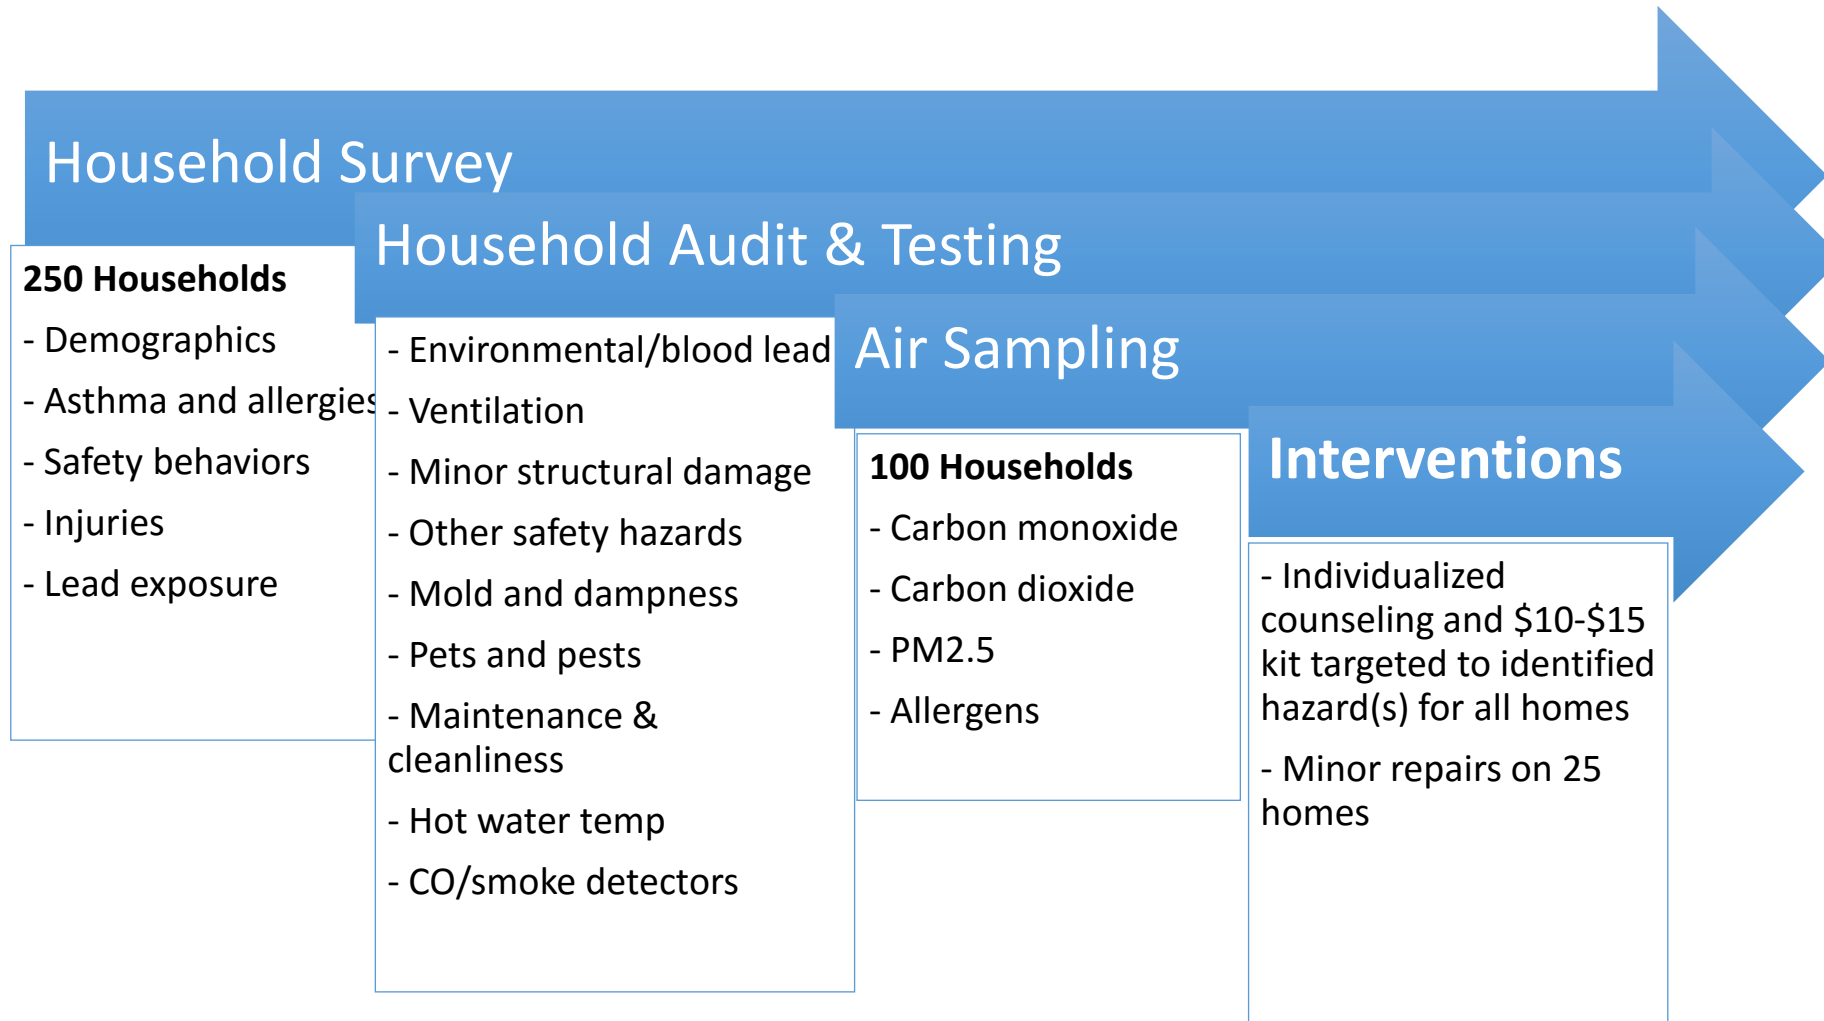 Household Survey
250 Households
- Demographics
- Asthma and allergies
- Safety behaviors
- Injuries
- Lead exposure
Household Audit & Testing
- Environmental/blood lead
- Ventilation
- Minor structural damage
- Other safety hazards
- Mold and dampness
- Pets and pests
- Maintenance &
cleanliness
- Hot water temp
- CO/smoke detectors
Air Sampling
100 Households
- Carbon monoxide
- Carbon dioxide
- PM2.5
- Allergens
Interventions
- Individualized
counseling and $10-$15
kit targeted to identified
hazard(s) for all homes
- Minor repairs on 25
homes